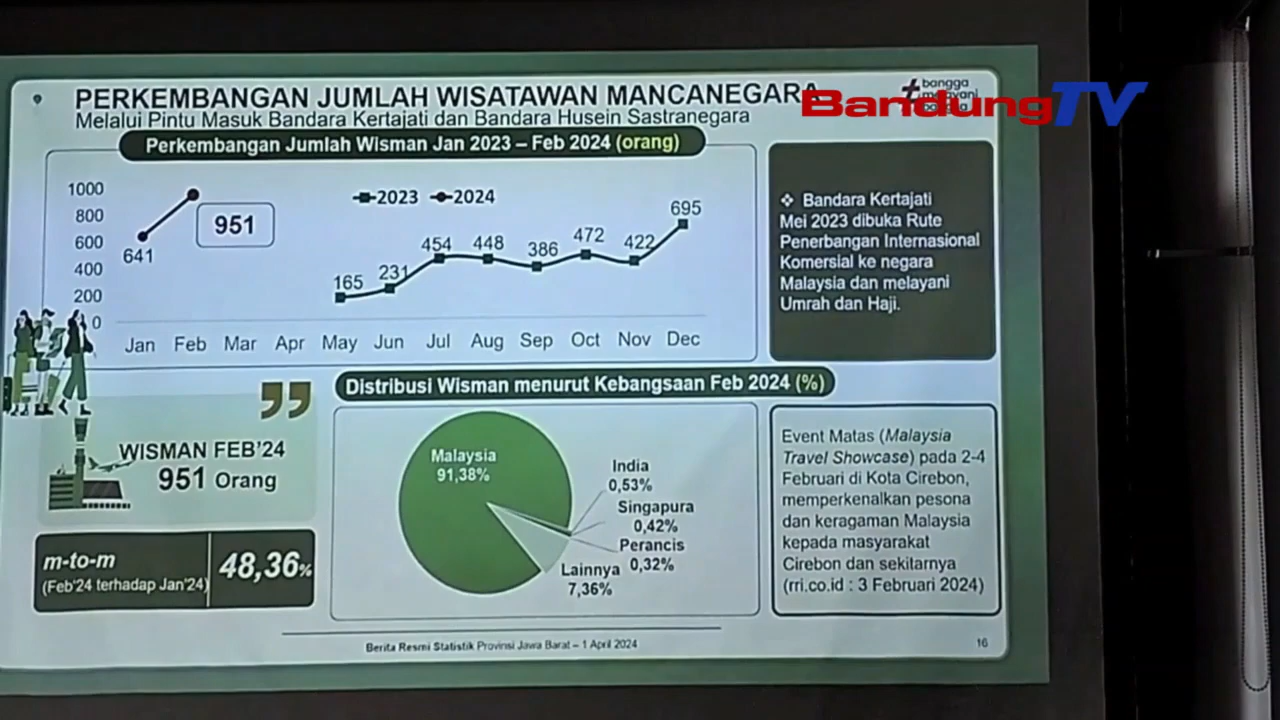 PERKEMBANGAN JUMLAH WISATAWAN MANCANEGARA
Melalui Pintu Masuk Bandara Kertajati dan Bandara Husein Sastranegara
bangga
BandungTV
Perkembangan Jumlah Wisman Jan 2023 – Feb 2024 (orang)
1000
800
600
400
200
0
2023
2024
641
951
165
231
454
448
386
472
422
695
Jan Feb Mar Apr May Jun Jul Aug Sep Oct Nov Dec
❖ Bandara Kertajati
Mei 2023 dibuka Rute
Penerbangan Internasional
Komersial ke negara
Malaysia dan melayani
Umrah dan Haji.
WISMAN FEB'24
951 Orang
m-to-m
(Feb'24 terhadap Jan'24)
48,36%
Distribusi Wisman menurut Kebangsaan Feb 2024 (%)
Malaysia
91,38%
India
0,53%
Singapura
0,42%
Perancis
0,32%
Lainnya
7,36%
Event Matas (Malaysia
Travel Showcase) pada 2-4
Februari di Kota Cirebon,
memperkenalkan pesona
dan keragaman Malaysia
kepada masyarakat
Cirebon dan sekitarnya
(rri.co.id : 3 Februari 2024)
Berita Resmi Statistik Provinsi Jawa Barat – 1 April 2024
16